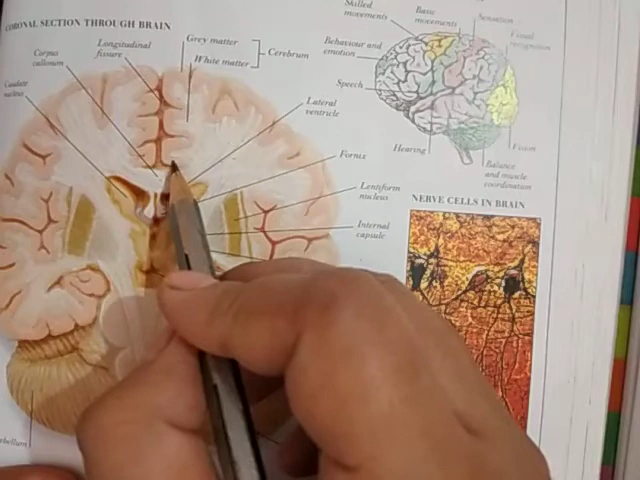 CORONAL SECTION THROUGH BRAIN
Corpus
callosum
Longitudinal
fissure
Grey matter
White matter
Cerebrum
Caudate
nucleus
Lateral
ventricle
Fornix
Lentiform
nucleus
Internal
capsule
Skilled
movements
Basic
movements
Sensation
Visual
recognition
Behaviour and
emotion
Speech
Hearing
Vision
Balance
and muscle
coordination
NERVE CELLS IN BRAIN